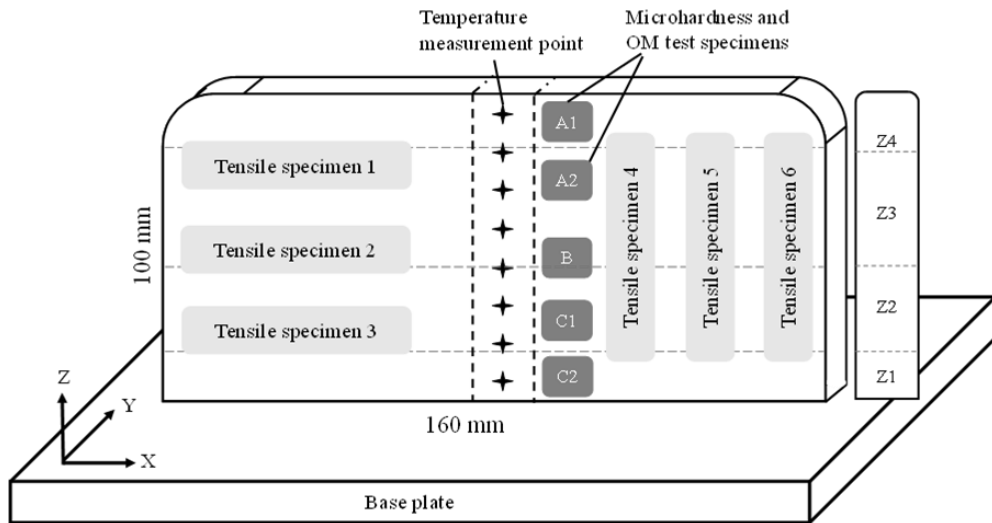 Temperature
measurement point
Microhardness and
OM test specimens
A1
Z4
Tensile specimen 1
A2
Tensile specimen 4
Tensile specimen 5
Tensile specimen 6
Z3
100 mm
Tensile specimen 2
B
Z2
Tensile specimen 3
C1
C2
Z1
Z
Y
X
160 mm
Base plate